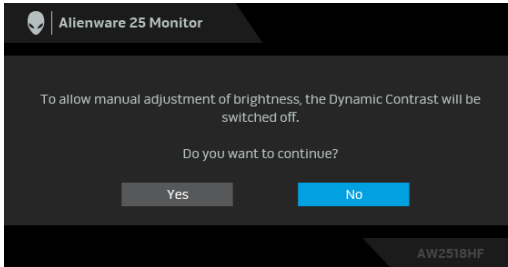 Alienware 25 Monitor
To allow manual adjustment of brightness, the Dynamic Contrast will be
switched off.
Do you want to continue?
Yes
No
AW2518HF